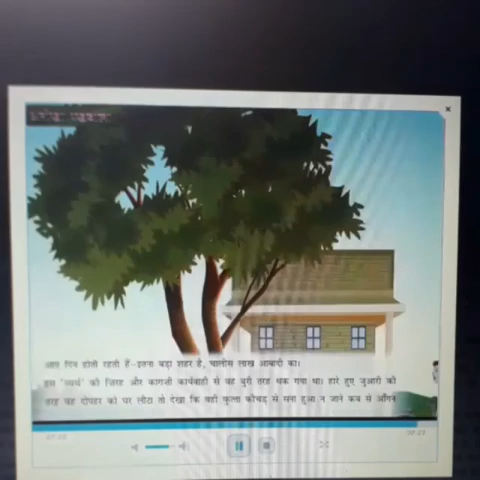 आए दिन होती रहती हैं-इतना बड़ा शहर है, चालीस लाख आबादी का।
इस 'व्यर्थ' की जिरह और कागजी कार्यवाही से वह बुरी तरह थक गया था। हारे हुए जुआरी की
तरह वह दोपहर को घर लौटा तो देखा कि वही कुत्ता कीचड़ से सना हुआ न जाने कब से आँगन